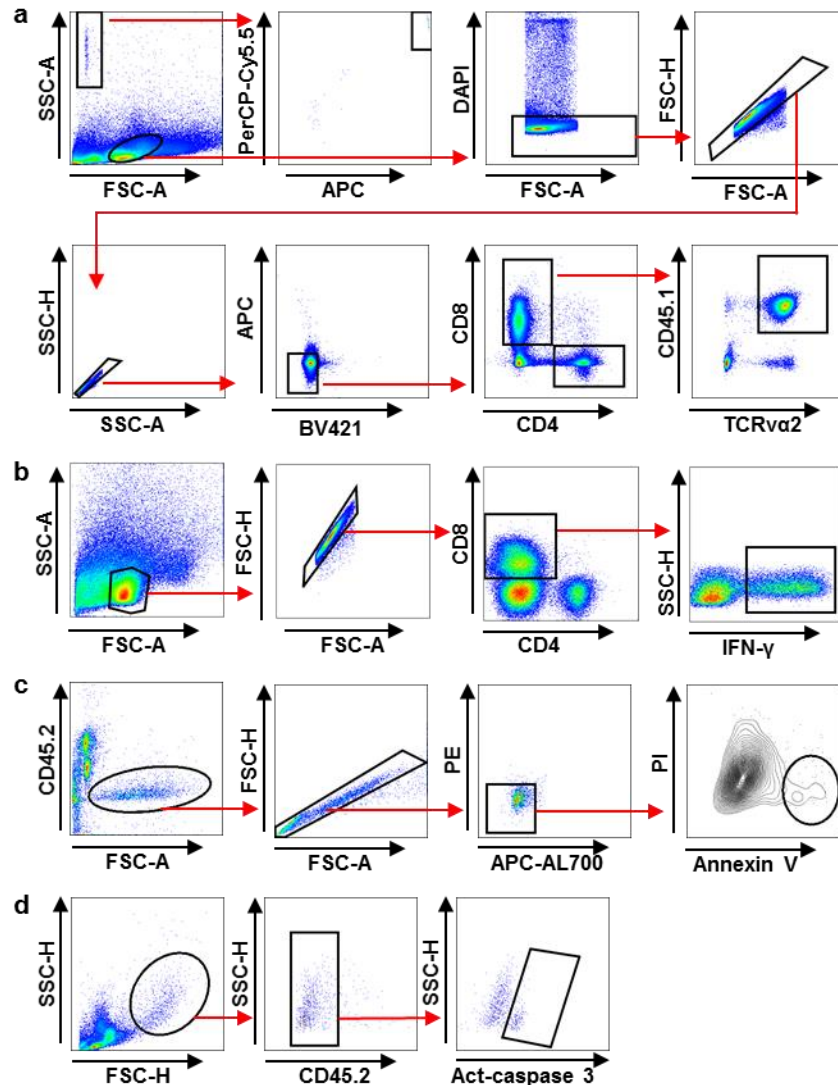 a
SSC-A
FSC-A
PerCP-Cy5.5
APC
DAPI
FSC-A
FSC-H
FSC-A
SSC-H
SSC-A
APC
BV421
CD8
CD4
CD45.1
TCRvα2
b
SSC-A
FSC-A
FSC-H
FSC-A
CD8
CD4
SSC-H
IFN-γ
c
CD45.2
FSC-A
FSC-H
FSC-A
PE
APC-AL700
PI
Annexin V
d
SSC-H
FSC-H
SSC-H
CD45.2
SSC-H
Act-caspase 3